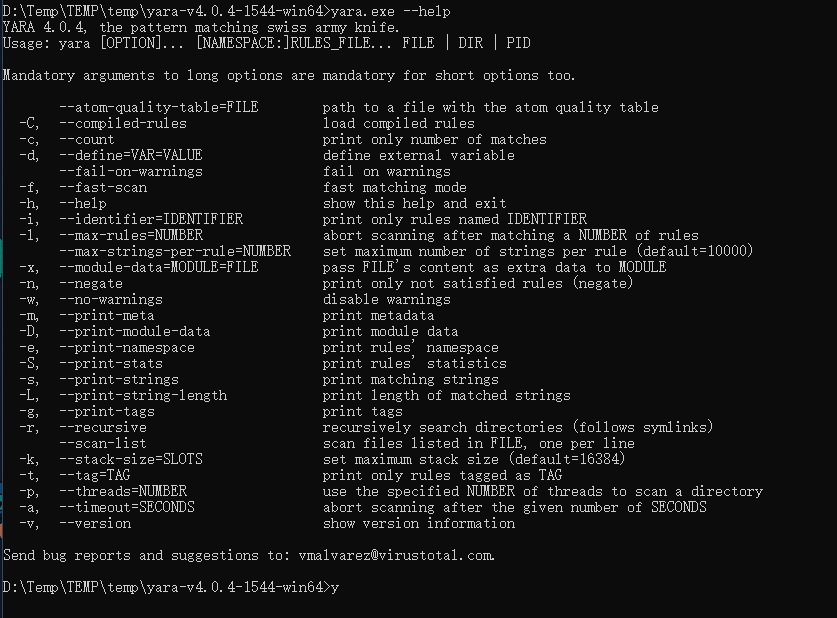 D:\Temp\TEMP\temp\yara-v4.0.4-1544-win64>yara.exe --help
YARA 4.0.4, the pattern matching swiss army knife.
Usage: yara [OPTION]... [NAMESPACE:]RULES_FILE... FILE | DIR | PID
Mandatory arguments to long options are mandatory for short options too.
--atom-quality-table=FILE path to a file with the atom quality table
-C, --compiled-rules load compiled rules
-c, --count print only number of matches
-d, --define=VAR=VALUE define external variable
--fail-on-warnings fail on warnings
-f, --fast-scan fast matching mode
-h, --help show this help and exit
-i, --identifier=IDENTIFIER print only rules named IDENTIFIER
-l, --max-rules=NUMBER abort scanning after matching a NUMBER of rules
--max-strings-per-rule=NUMBER set maximum number of strings per rule (default=10000)
-x, --module-data=MODULE=FILE pass FILE's content as extra data to MODULE
-n, --negate print only not satisfied rules (negate)
-w, --no-warnings disable warnings
-m, --print-meta print metadata
-D, --print-module-data print module data
-e, --print-namespace print rules' namespace
-S, --print-stats print rules' statistics
-s, --print-strings print matching strings
-L, --print-string-length print length of matched strings
-g, --print-tags print tags
-r, --recursive recursively search directories (follows symlinks)
--scan-list scan files listed in FILE, one per line
-k, --stack-size=SLOTS set maximum stack size (default=16384)
-t, --tag=TAG print only rules tagged as TAG
-p, --threads=NUMBER use the specified NUMBER of threads to scan a directory
-a, --timeout=SECONDS abort scanning after the given number of SECONDS
-v, --version show version information
Send bug reports and suggestions to: vmalvarez@virustotal.com.
D:\Temp\TEMP\temp\yara-v4.0.4-1544-win64>y